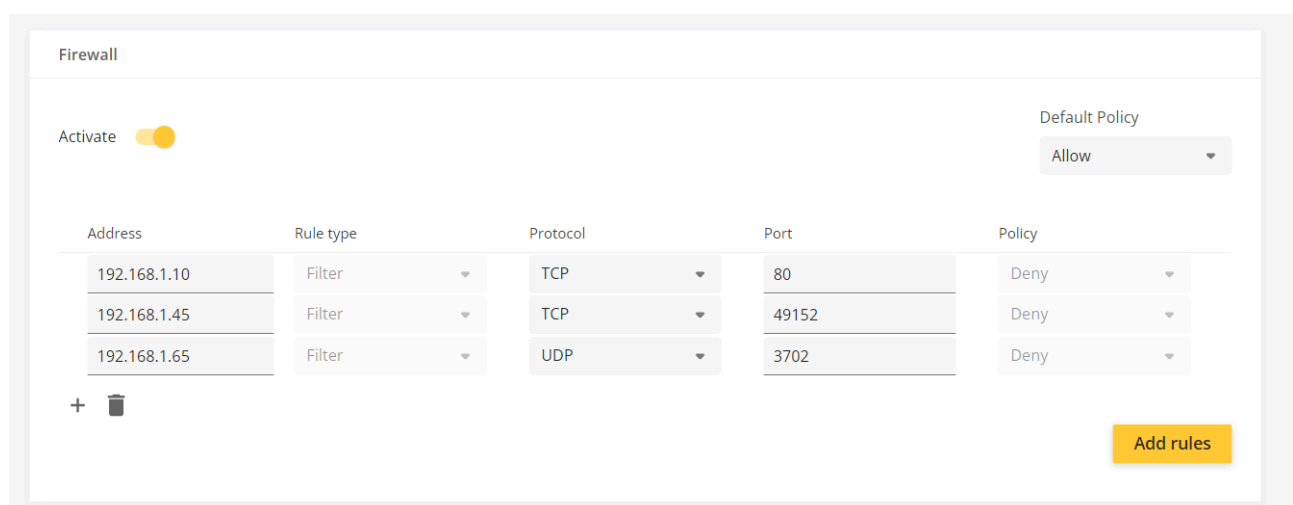 Firewall
Default Policy
Activate
Allow
Address Rule type Protocol Port Policy
192.168.1.10 Filter TCP 80 Deny
192.168.1.45 Filter TCP 49152 Deny
192.168.1.65 Filter UDP 3702 Deny
+
Add rules